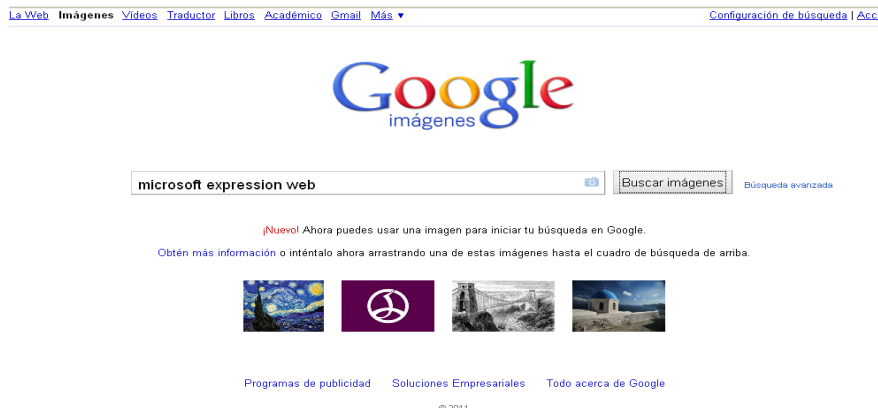 La Web Imágenes Vídeos Traductor Libros Académico Gmail Más ▼ Configuración de búsqueda | Acc
Google
imágenes
microsoft expression web Buscar imágenes Búsqueda avanzada
¡Nuevo! Ahora puedes usar una imagen para iniciar tu búsqueda en Google.
Obtén más información o inténtalo ahora arrastrando una de estas imágenes hasta el cuadro de búsqueda de arriba.
Programas de publicidad Soluciones Empresariales Todo acerca de Google
© 2011